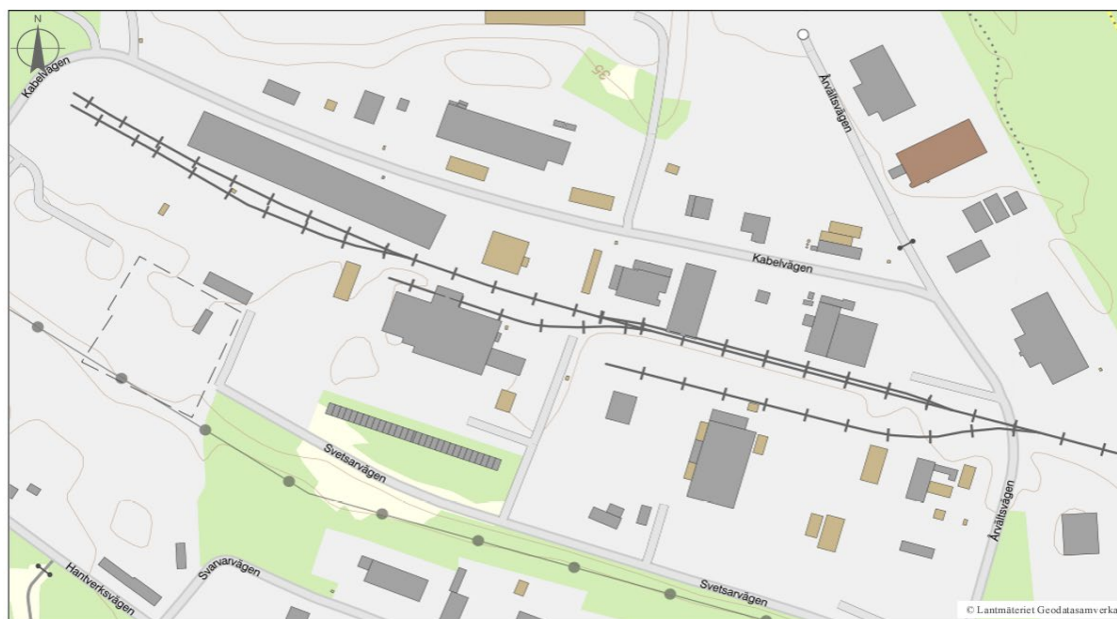 N
Kabelvägen
35
Årvältsvägen
Kabelvägen
Svetsarvägen
Årvältsvägen
Svarvarvägen
Hantverksvägen
Svetsarvägen
© Lantmäteriet Geodatasamverka